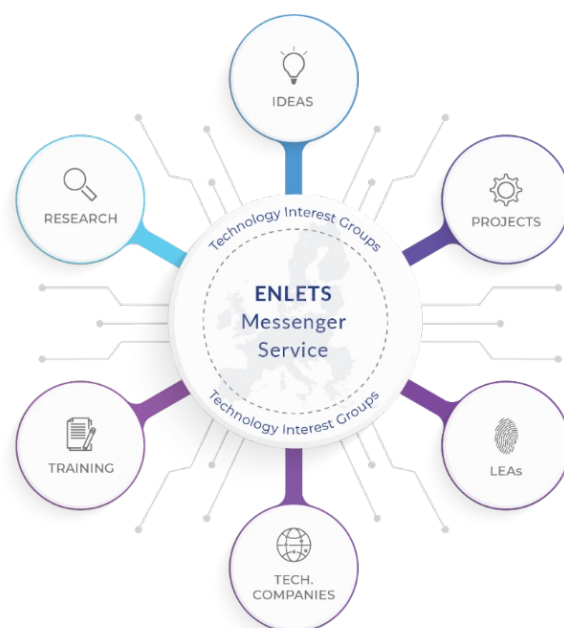 IDEAS
RESEARCH
PROJECTS
Technology Interest Groups
ENLETS
Messenger
Service
Technology Interest Groups
TRAINING
LEAs
TECH.
COMPANIES